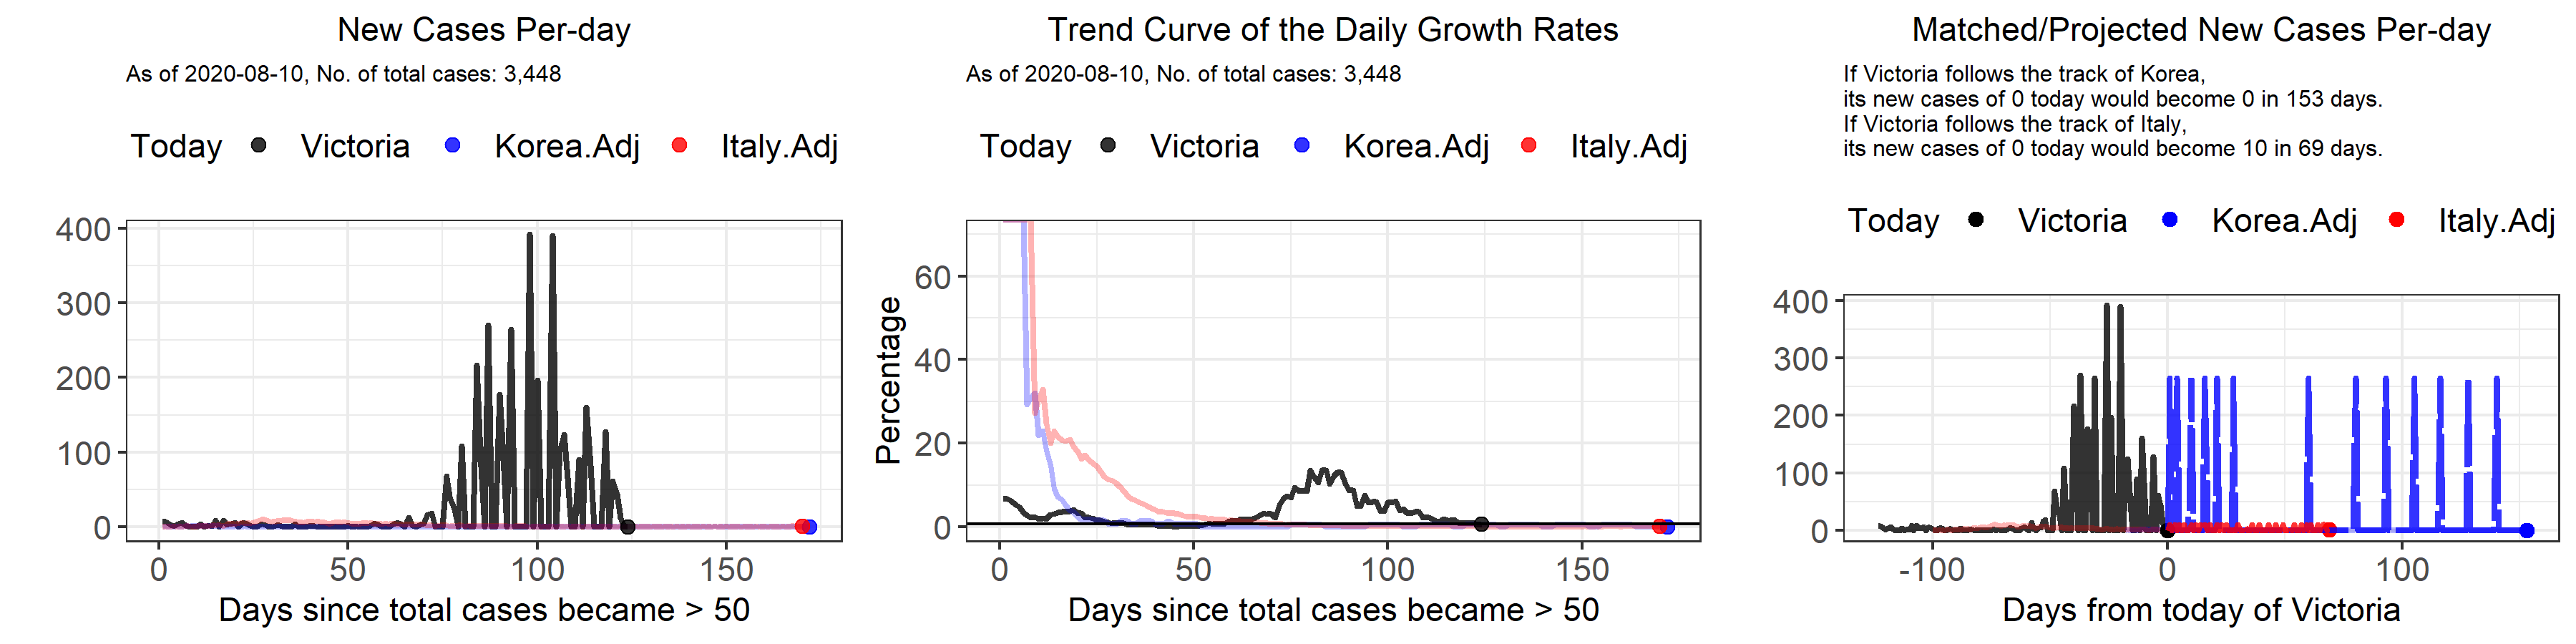 New Cases Per-day
As of 2020-08-10, No. of total cases: 3,448
Today Victoria Korea.Adj Italy.Adj
400
300
200
100
0
0 50 100 150
Days since total cases became > 50
Trend Curve of the Daily Growth Rates
As of 2020-08-10, No. of total cases: 3,448
Today Victoria Korea.Adj Italy.Adj
Percentage
60
40
20
0
0 50 100 150
Days since total cases became > 50
Matched/Projected New Cases Per-day
If Victoria follows the track of Korea,
its new cases of 0 today would become 0 in 153 days.
If Victoria follows the track of Italy,
its new cases of 0 today would become 10 in 69 days.
Today Victoria Korea.Adj Italy.Adj
400
300
200
100
0
-100 0 100
Days from today of Victoria